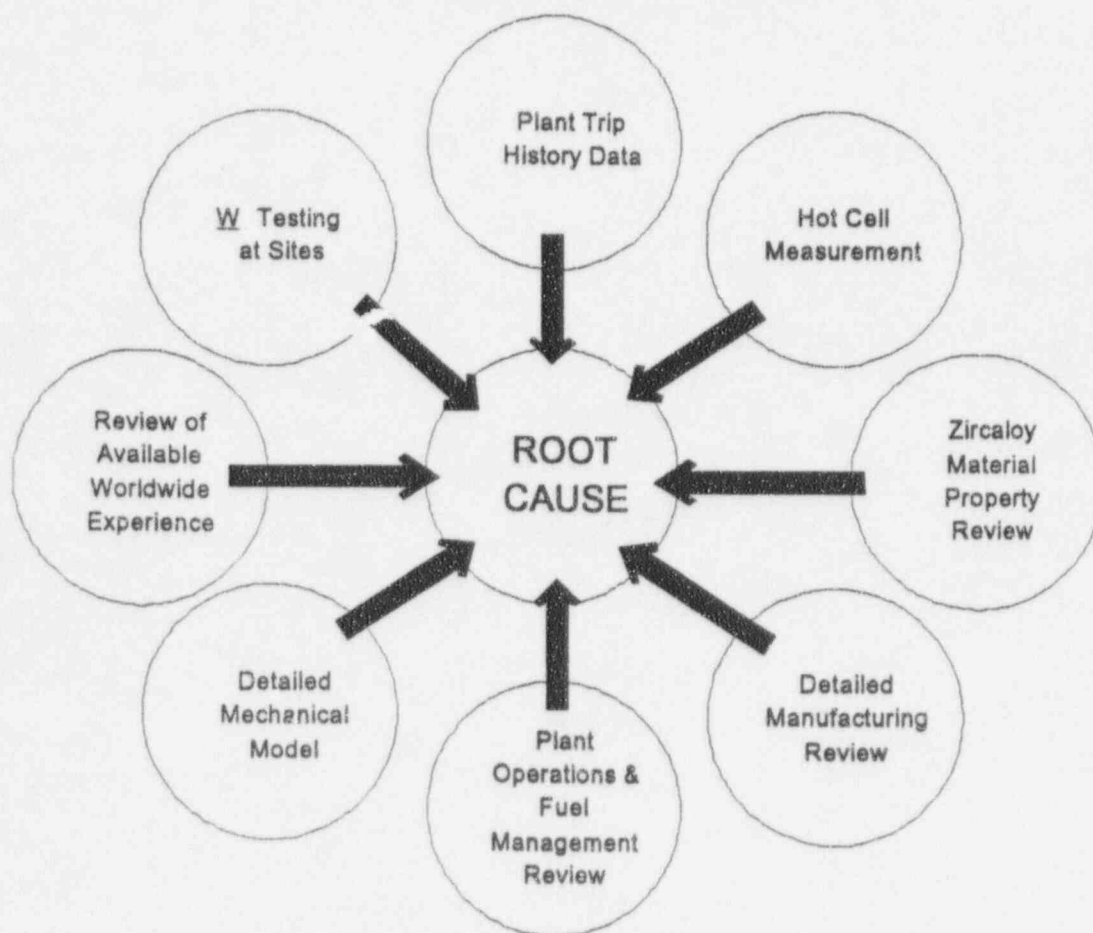 Plant Trip
History Data
W Testing
at Sites
Hot Cell
Measurement
Review of
Available
Worldwide
Experience
ROOT
CAUSE
Zircaloy
Material
Property
Review
Detailed
Mechanical
Model
Plant
Operations &
Fuel
Management
Review
Detailed
Manufacturing
Review